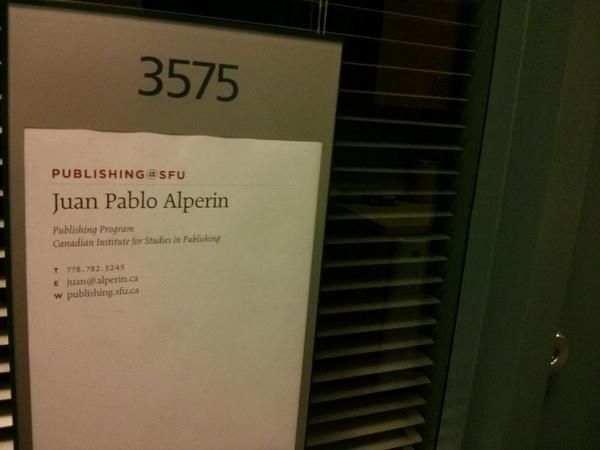 3575
PUBLISHING@SFU
Juan Pablo Alperin
Publishing Program
Canadian Institute for Studies in Publishing
T 778.782.5245
E juan@alperin.ca
W publishing.sfu.ca